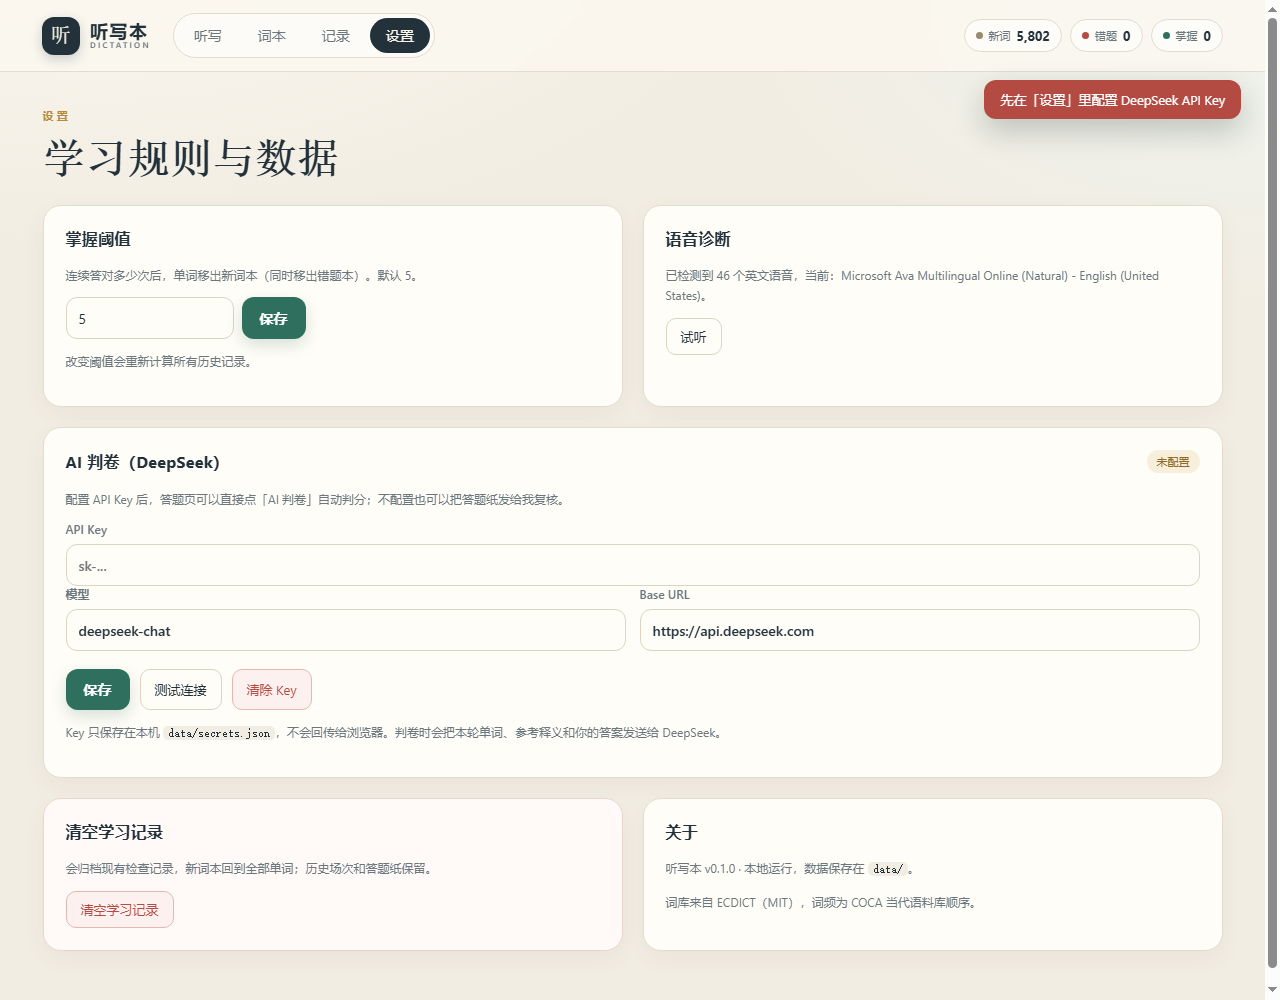 听 听写本
DICTATION
听写 词本 记录 设置
新词 5,802 错题 0 掌握 0
先在「设置」里配置 DeepSeek API Key
设置
学习规则与数据
掌握阈值
连续答对多少次后，单词移出新词本（同时移出错题本）。默认 5。
5 保存
改变阈值会重新计算所有历史记录。
语音诊断
已检测到 46 个英文语音，当前：Microsoft Ava Multilingual Online (Natural) - English (United
States)。
试听
AI 判卷（DeepSeek） 未配置
配置 API Key 后，答题页可以直接点「AI 判卷」自动判分；不配置也可以把答题纸发给我复核。
API Key
sk-...
模型 Base URL
deepseek-chat https://api.deepseek.com
保存 测试连接 清除 Key
Key 只保存在本机 data/secrets.json ，不会回传给浏览器。判卷时会把本轮单词、参考释义和你的答案发送给 DeepSeek。
清空学习记录
会归档现有检查记录，新词本回到全部单词；历史场次和答题纸保留。
清空学习记录
关于
听写本 v0.1.0 · 本地运行，数据保存在 data/ 。
词库来自 ECDICT（MIT），词频为 COCA 当代语料库顺序。